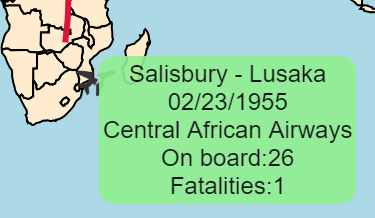 Salisbury - Lusaka
02/23/1955
Central African Airways
On board:26
Fatalities:1